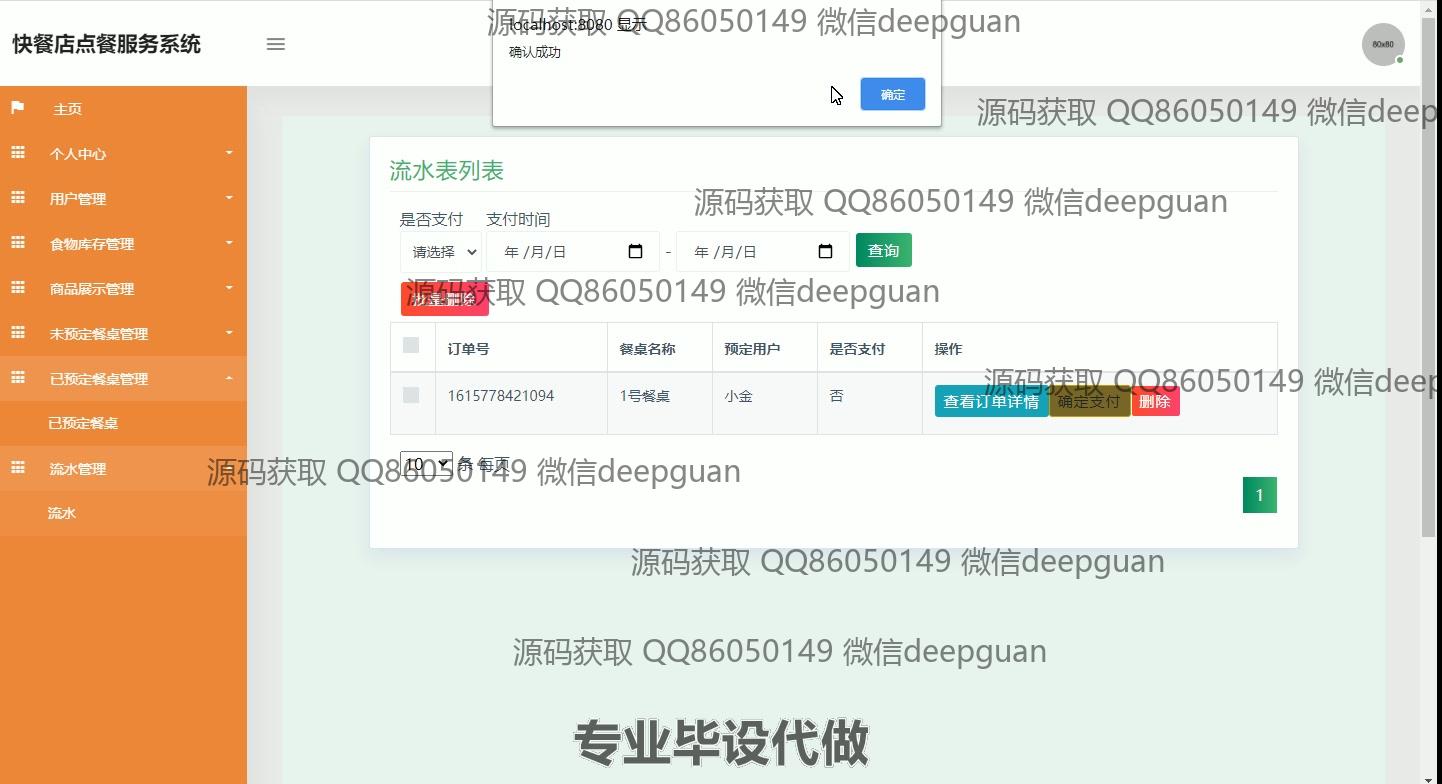 源码获取 QQ86050149 微信deepguan
localhost:8080 显示
快餐店点餐服务系统
60x60
确认成功
确定
主页
源码获取 QQ86050149 微信deep
个人中心
流水表列表
用户管理
源码获取 QQ86050149 微信deepguan
是否支付 支付时间
食物库存管理
请选择 年 /月/日 - 年 /月/日 查询
商品展示管理
源码获取 QQ86050149 微信deepguan
批量删除
未预定餐桌管理
订单号 餐桌名称 预定用户 是否支付 操作
已预定餐桌管理
源码获取 QQ86050149 微信deep
1615778421094 1号餐桌 小金 否 查看订单详情 确定支付 删除
已预定餐桌
流水管理
10 条 每页
源码获取 QQ86050149 微信deepguan
1
流水
源码获取 QQ86050149 微信deepguan
源码获取 QQ86050149 微信deepguan
专业毕设代做